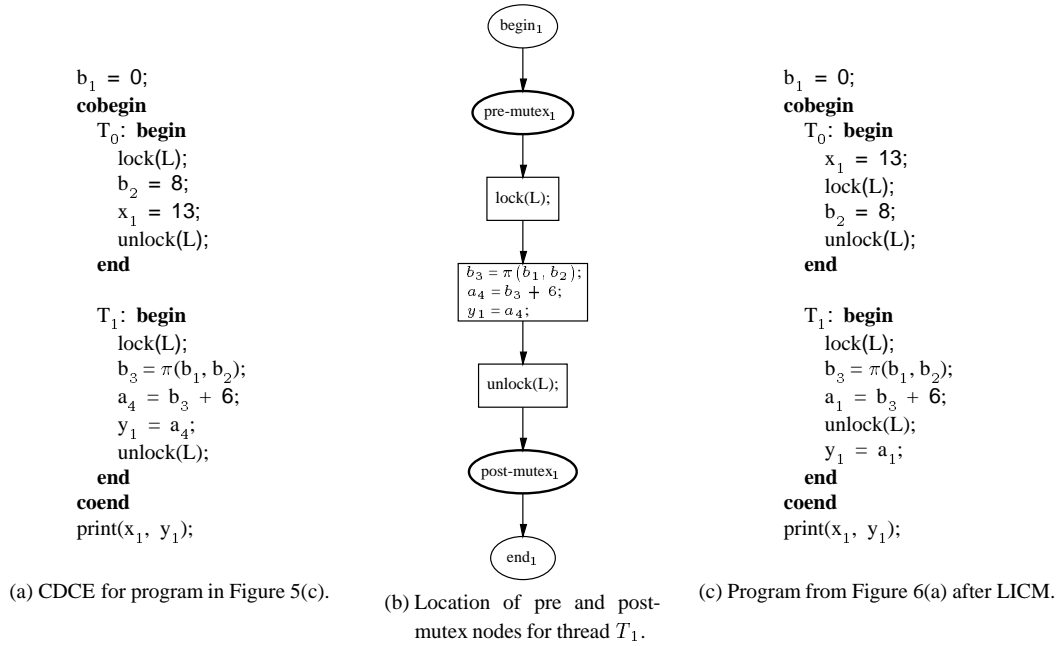 b₁ = 0;
cobegin
T₀: begin
lock(L);
b₂ = 8;
x₁ = 13;
unlock(L);
end
T₁: begin
lock(L);
b₃ = π(b₁, b₂);
a₄ = b₃ + 6;
y₁ = a₄;
unlock(L);
end
coend
print(x₁, y₁);
(a) CDCE for program in Figure 5(c).
begin₁
pre-mutex₁
lock(L);
b₃ = π(b₁, b₂);
a₄ = b₃ + 6;
y₁ = a₄;
unlock(L);
post-mutex₁
end₁
(b) Location of pre and post-
mutex nodes for thread T₁.
b₁ = 0;
cobegin
T₀: begin
x₁ = 13;
lock(L);
b₂ = 8;
unlock(L);
end
T₁: begin
lock(L);
b₃ = π(b₁, b₂);
a₁ = b₃ + 6;
unlock(L);
y₁ = a₁;
end
coend
print(x₁, y₁);
(c) Program from Figure 6(a) after LICM.